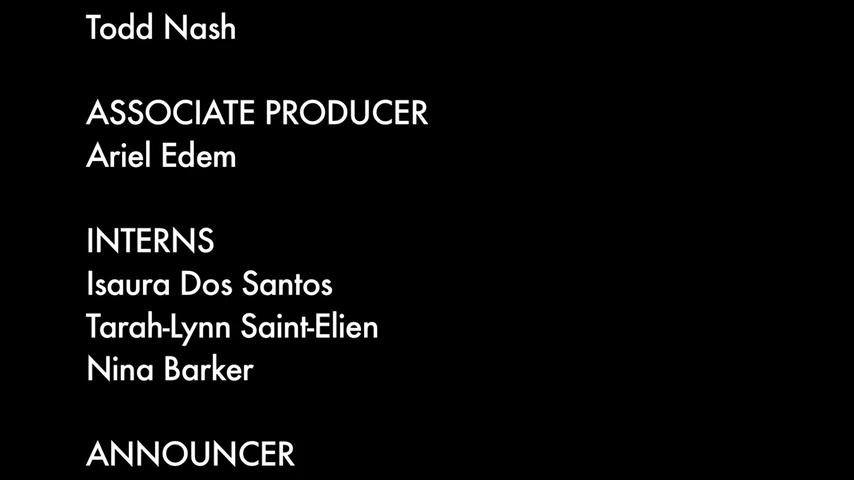 Todd Nash
ASSOCIATE PRODUCER
Ariel Edem
INTERNS
Isaura Dos Santos
Tarah-Lynn Saint-Elien
Nina Barker
ANNOUNCER